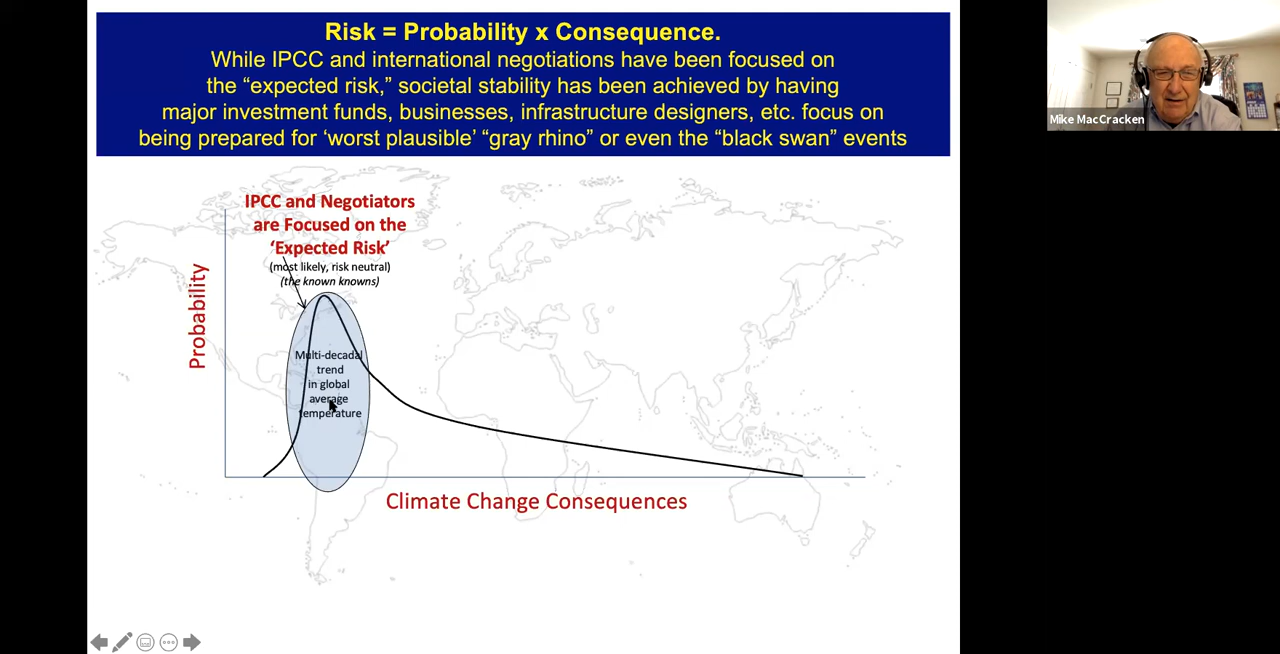 Risk = Probability x Consequence.
While IPCC and international negotiations have been focused on
the “expected risk,” societal stability has been achieved by having
major investment funds, businesses, infrastructure designers, etc. focus on
being prepared for ‘worst plausible’ “gray rhino” or even the “black swan” events
Mike MacCracken
IPCC and Negotiators
are Focused on the
‘Expected Risk’
(most likely, risk neutral)
(the known knowns)
Probability
Multi-decadal
trend
in global
average
temperature
Climate Change Consequences